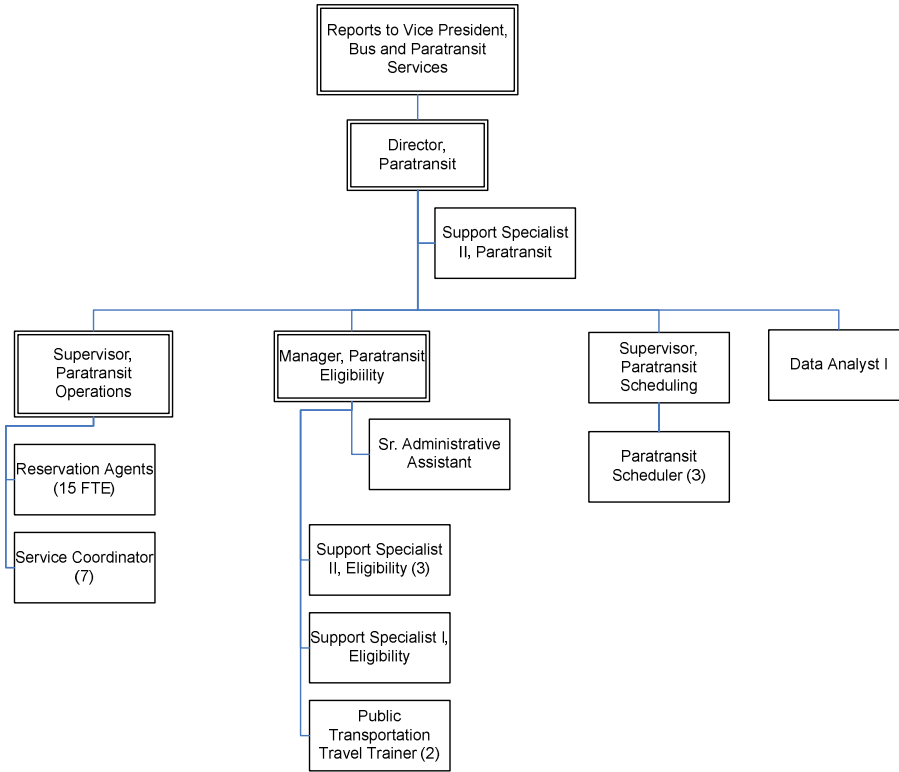 Reports to Vice President,
Bus and Paratransit
Services
Director,
Paratransit
Support Specialist
II, Paratransit
Supervisor,
Paratransit
Operations
Manager, Paratransit
Eligibiility
Supervisor,
Paratransit
Scheduling
Data Analyst I
Reservation Agents
(15 FTE)
Service Coordinator
(7)
Sr. Administrative
Assistant
Support Specialist
II, Eligibility (3)
Support Specialist I,
Eligibility
Public
Transportation
Travel Trainer (2)
Paratransit
Scheduler (3)